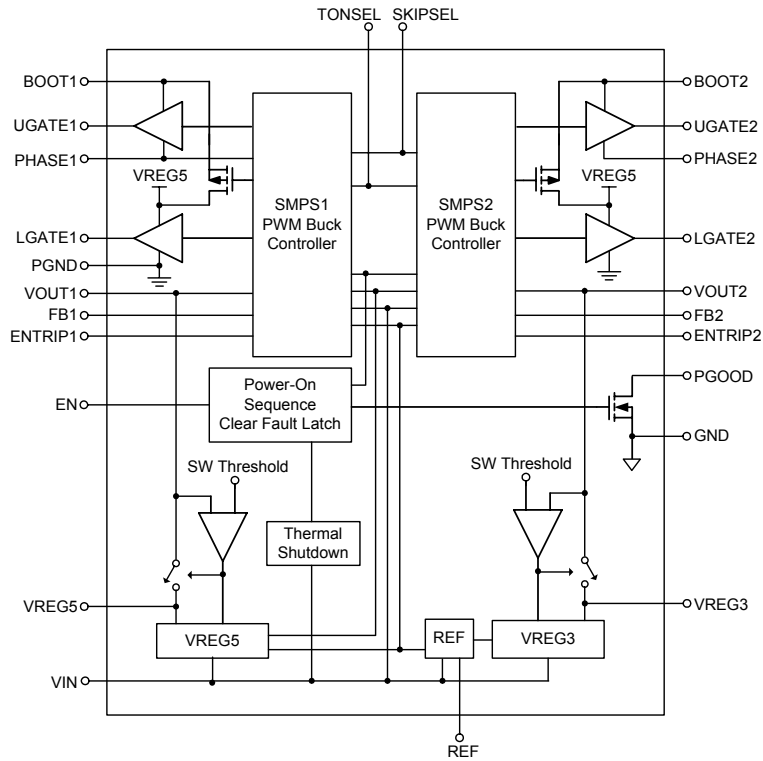 TONSEL SKIPSEL
BOOT1
BOOT2
UGATE1
UGATE2
PHASE1
PHASE2
VREG5
VREG5
SMPS1
PWM Buck
Controller
SMPS2
PWM Buck
Controller
LGATE1
LGATE2
PGND
VOUT1
VOUT2
FB1
FB2
ENTRIP1
ENTRIP2
PGOOD
Power-On
Sequence
Clear Fault Latch
EN
GND
SW Threshold
SW Threshold
Thermal
Shutdown
VREG5
VREG3
VREG5
REF
VREG3
VIN
REF